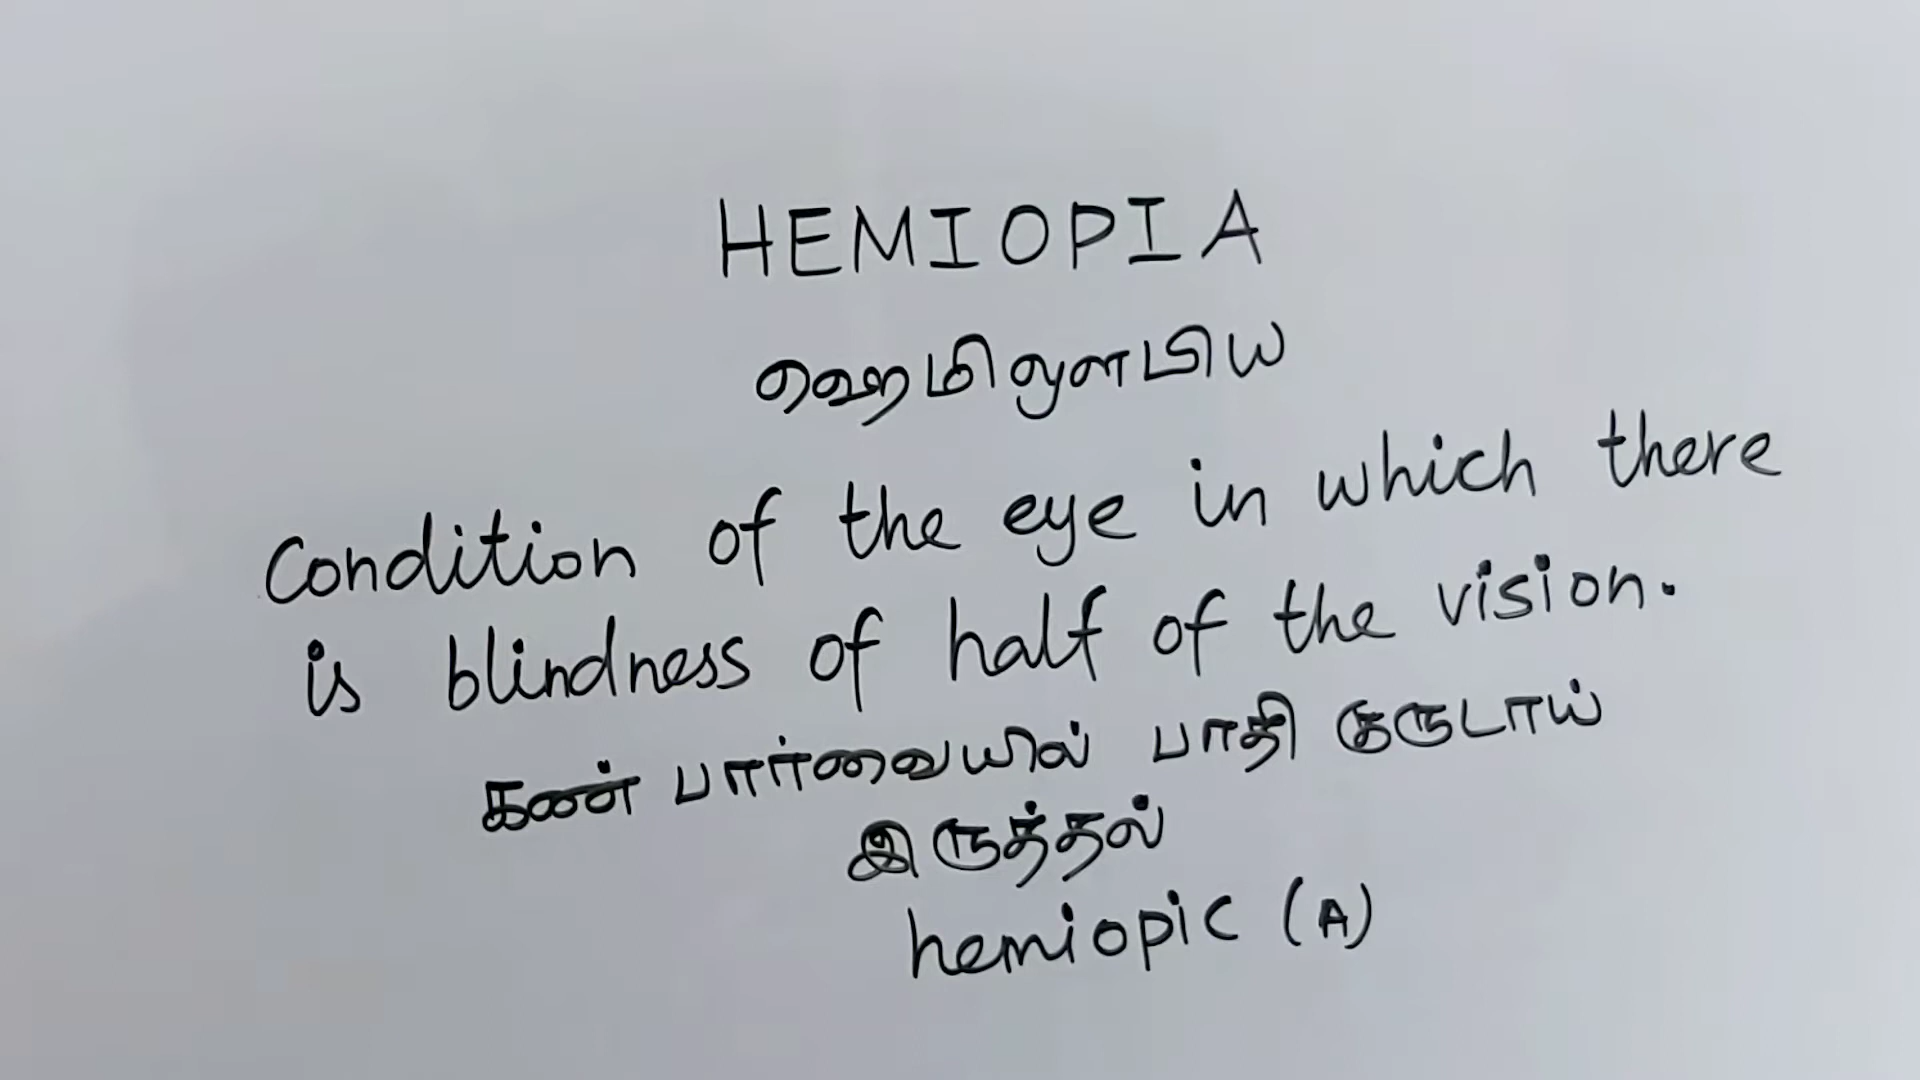 HEMIOPIA
ஹெமிஓபிய
Condition of the eye in which there
is blindness of half of the vision.
கண் பார்வையில் பாதி குருடாய்
இருத்தல்
hemiopic (A)